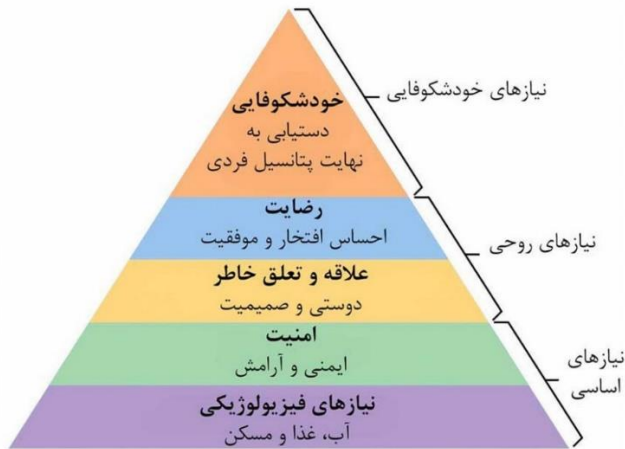 خودشکوفایی
دستیابی به
نهایت پتانسیل فردی
نیازهای خودشکوفایی
رضایت
احساس افتخار و موفقیت
علاقه و تعلق خاطر
دوستی و صمیمیت
نیازهای روحی
امنیت
ایمنی و آرامش
نیازهای فیزیولوژیکی
آب، غذا و مسکن
نیازهای
اساسی